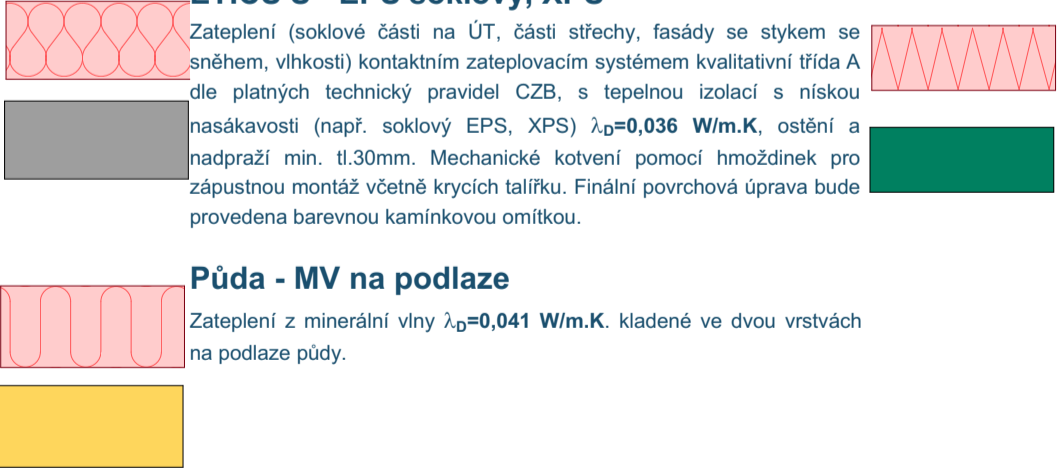 Zateplení (soklové části na ÚT, části střechy, fasády se stykem se
sněhem, vlhkosti) kontaktním zateplovacím systémem kvalitativní třída A
dle platných technický pravidel CZB, s tepelnou izolací s nískou
nasákavosti (např. soklový EPS, XPS) λD=0,036 W/m.K, ostění a
nadpraží min. tl.30mm. Mechanické kotvení pomocí hmoždinek pro
zápustnou montáž včetně krycích talířku. Finální povrchová úprava bude
provedena barevnou kamínkovou omítkou.
Půda - MV na podlaze
Zateplení z minerální vlny λD=0,041 W/m.K. kladené ve dvou vrstvách
na podlaze půdy.